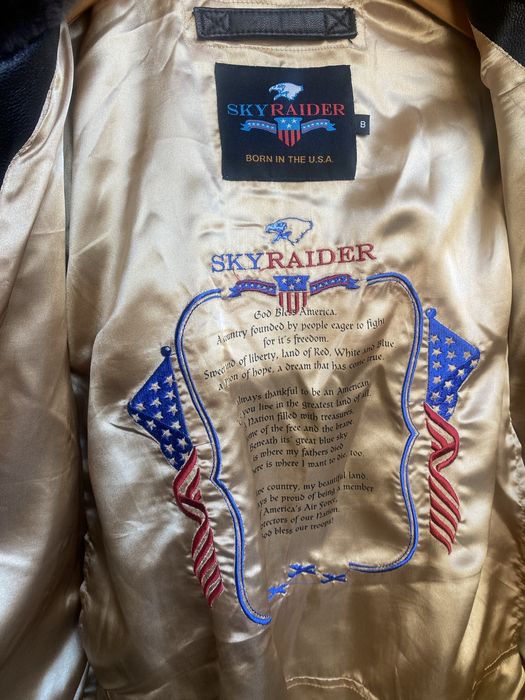 SKYRAIDER
BORN IN THE U.S.A.
8
SKYRAIDER
God Bless America.
A country founded by people eager to fight
for it's freedom.
of liberty, land of Red, White and Blue
of hope, a dream that has come true.
Always thankful to be an American
you live in the greatest land of all.
Nation filled with treasures.
of the free and the brave
Beneath its' great blue sky
is where my fathers died
is where I want to die, too.
country, my beautiful land
be proud of being a member
of America's Air Force,
of our Nation.
God bless our troops!